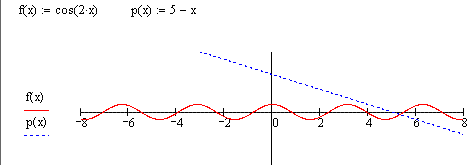 f(x) := cos(2·x) p(x) := 5 − x
f(x)
p(x)
−8 −6 −4 −2 0 2 4 6 8